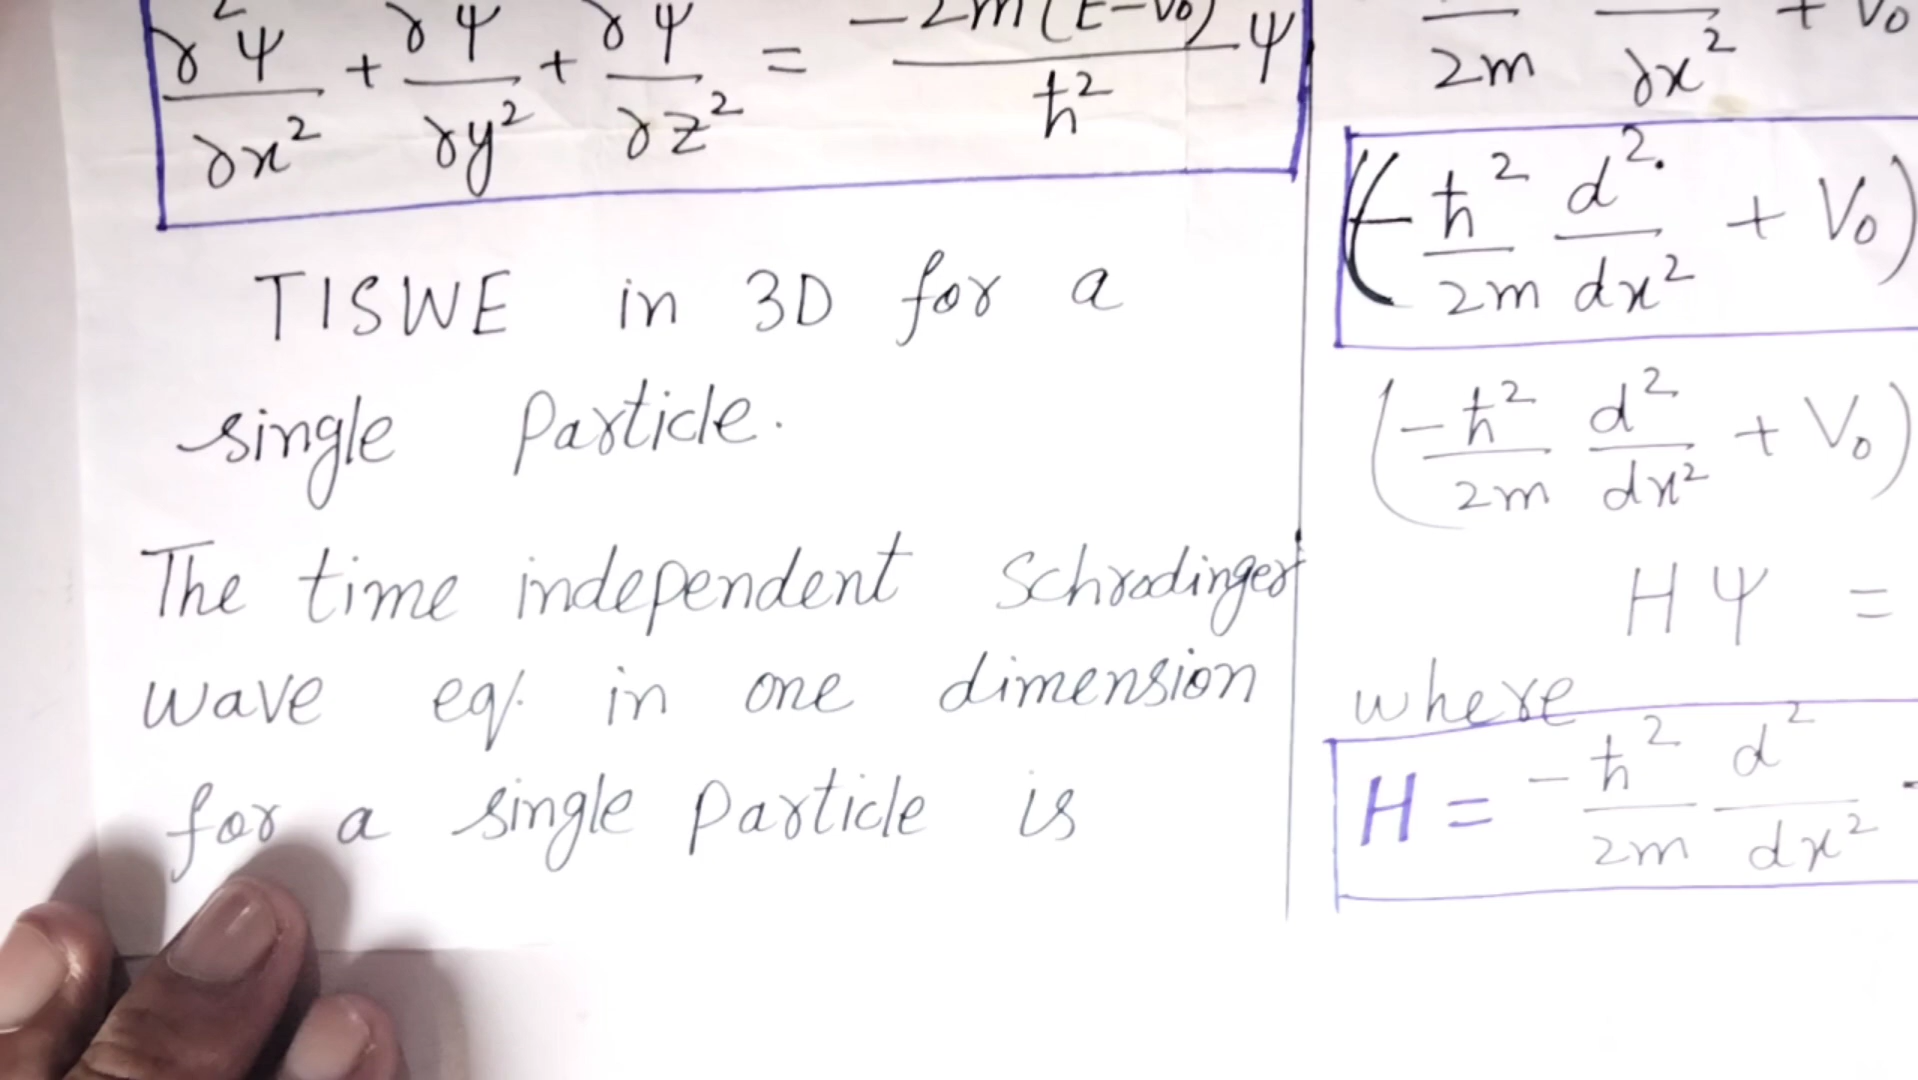 ∂²ψ/∂x² + ∂ψ/∂y² + ∂ψ/∂z² = -2m(E-V₀)/ħ² ψ
TISWE in 3D for a
single Particle.
The time independent Schrodinger
wave eq. in one dimension
for a single particle is
2m ∂x² + V₀
(-ħ²/2m d²/dx² + V₀)
(-ħ²/2m d²/dx² + V₀)
Hψ =
where
H = -ħ²/2m d²/dx²